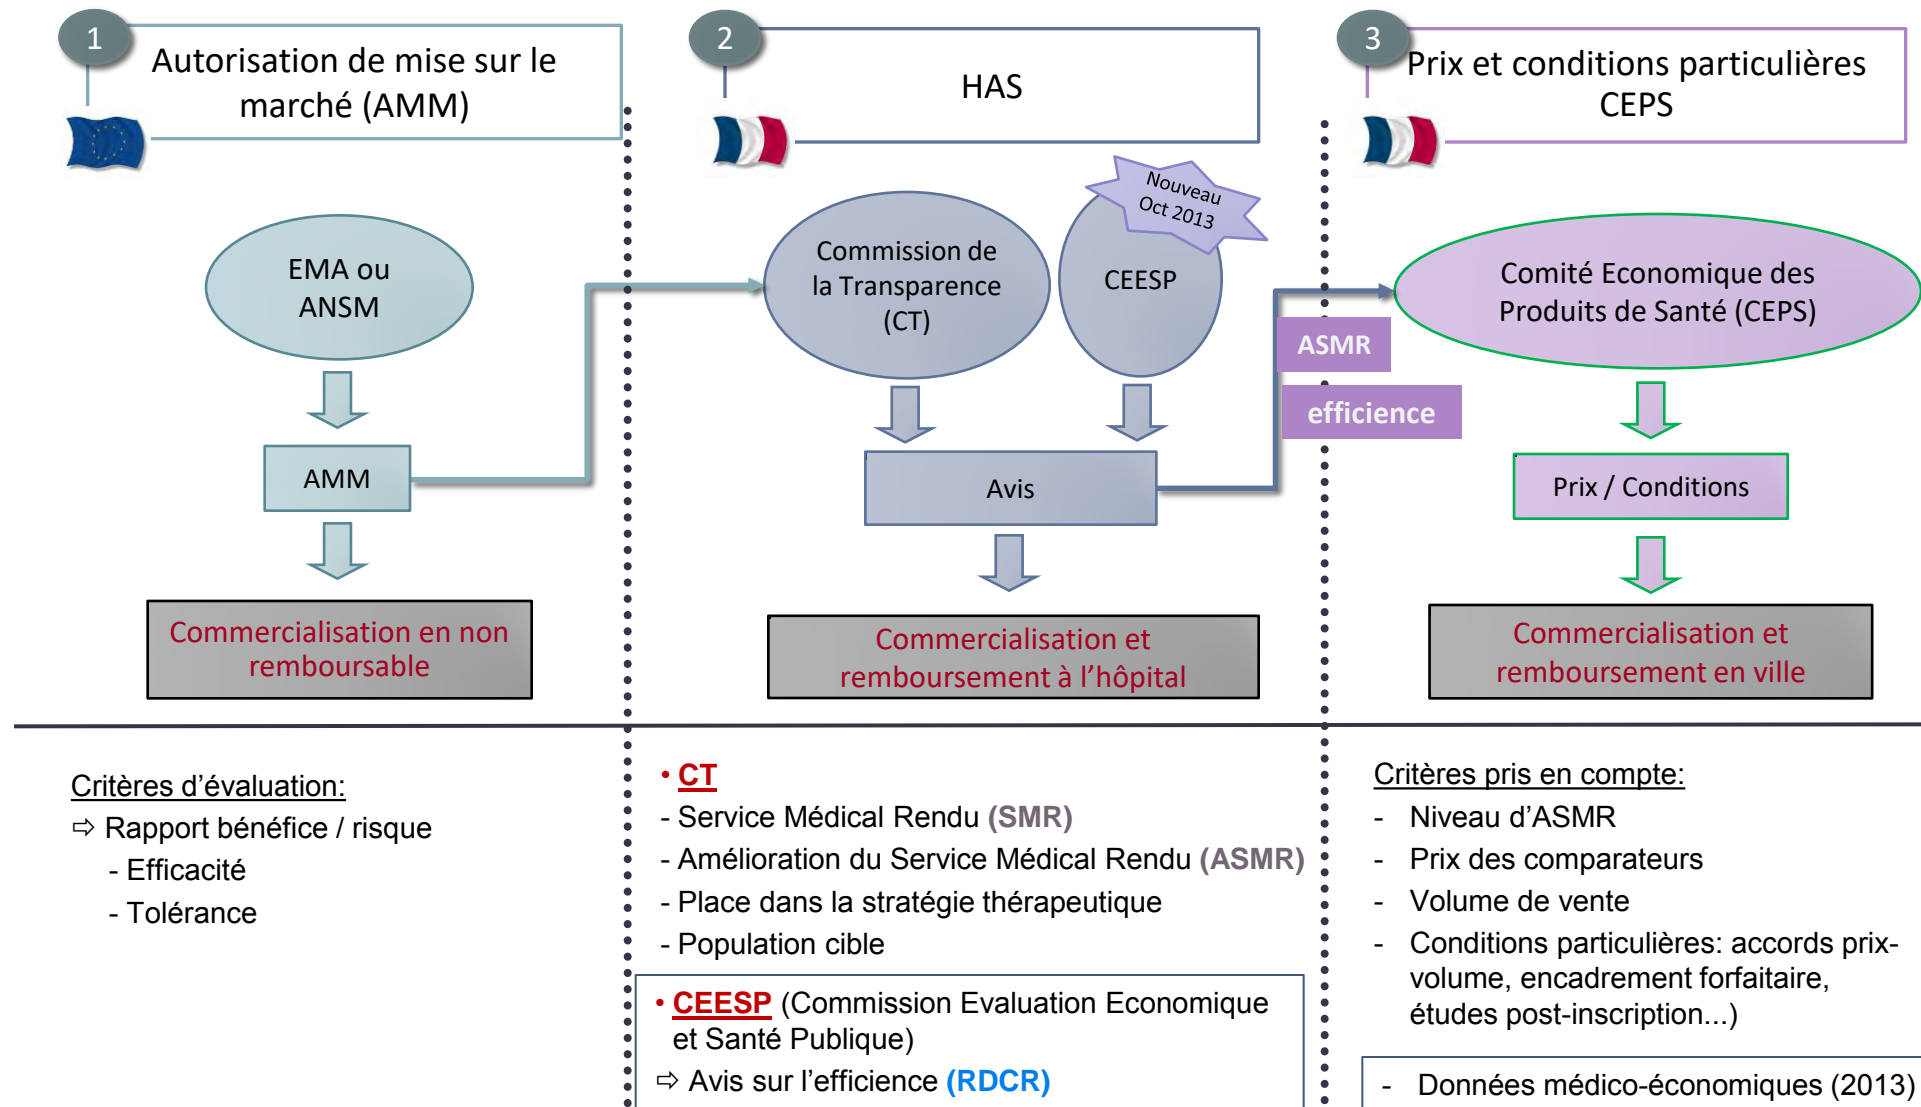 1
Autorisation de mise sur le
marché (AMM)
2
HAS
3
Prix et conditions particulières
CEPS
EMA ou
ANSM
AMM
Commercialisation en non
remboursable
Commission de
la Transparence
(CT)
Nouveau
Oct 2013
CEESP
Avis
Commercialisation et
remboursement à l’hôpital
ASMR
efficience
Comité Economique des
Produits de Santé (CEPS)
Prix / Conditions
Commercialisation et
remboursement en ville
Critères d’évaluation:
⇨ Rapport bénéfice / risque
- Efficacité
- Tolérance
• CT
- Service Médical Rendu (SMR)
- Amélioration du Service Médical Rendu (ASMR)
- Place dans la stratégie thérapeutique
- Population cible
• CEESP (Commission Evaluation Economique
et Santé Publique)
⇨ Avis sur l’efficience (RDCR)
Critères pris en compte:
- Niveau d’ASMR
- Prix des comparateurs
- Volume de vente
- Conditions particulières: accords prix-
volume, encadrement forfaitaire,
études post-inscription...)
- Données médico-économiques (2013)